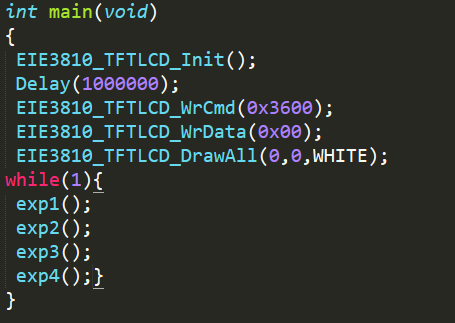 int main(void)
{
EIE3810_TFTLCD_Init();
Delay(1000000);
EIE3810_TFTLCD_WrCmd(0x3600);
EIE3810_TFTLCD_WrData(0x00);
EIE3810_TFTLCD_DrawAll(0,0,WHITE);
while(1){
exp1();
exp2();
exp3();
exp4();}
}